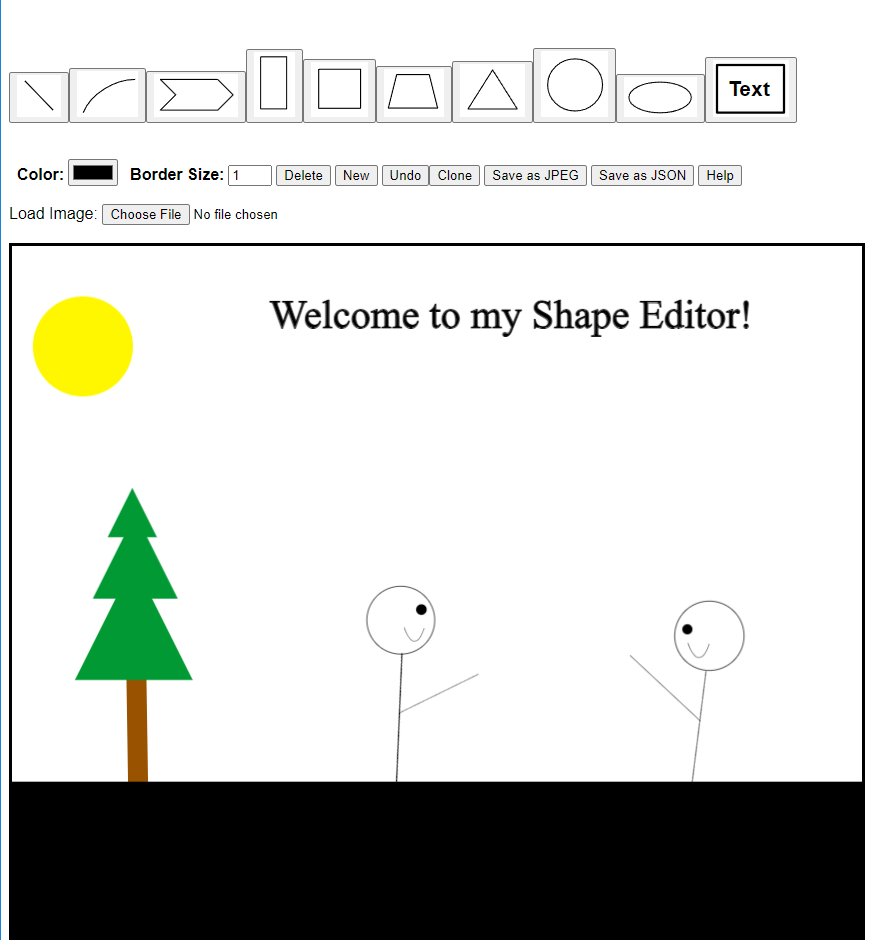 Text
Color: Border Size: 1 Delete New Undo Clone Save as JPEG Save as JSON Help
Load Image: Choose File No file chosen
Welcome to my Shape Editor!